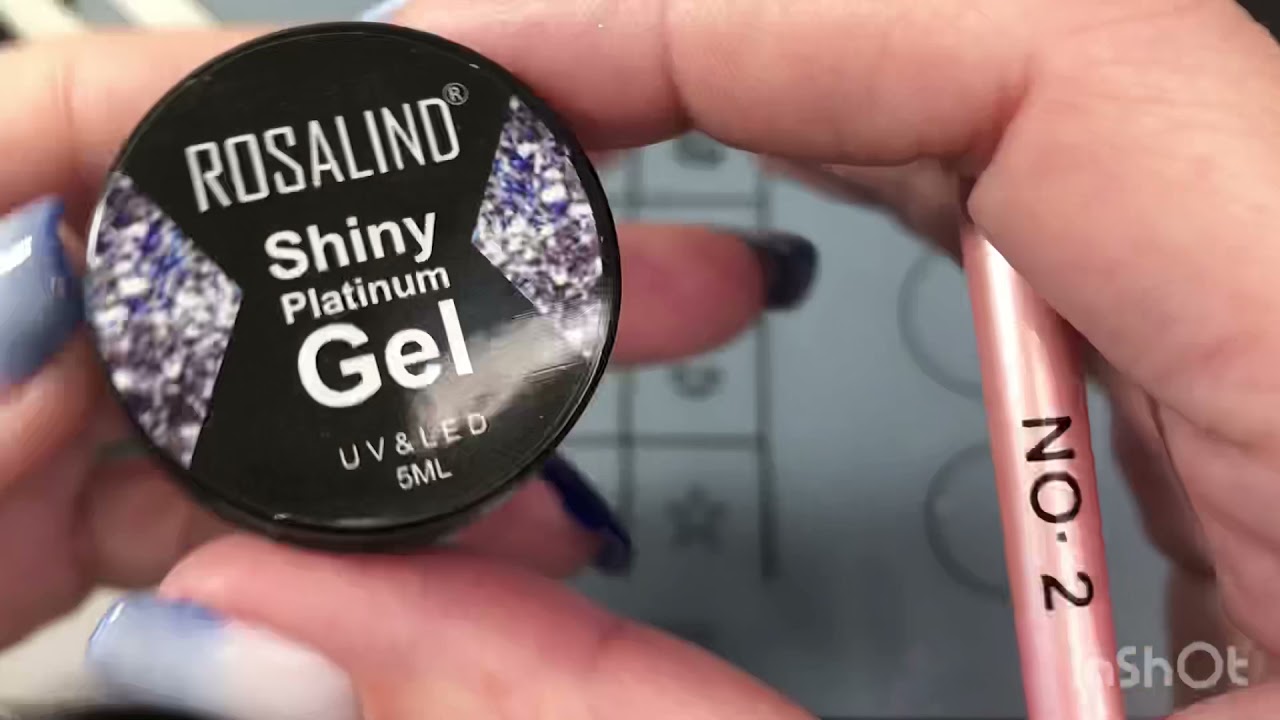 ROSALIND®
Shiny
Platinum
Gel
UV&LED
5ML
NO. 2
InShOt